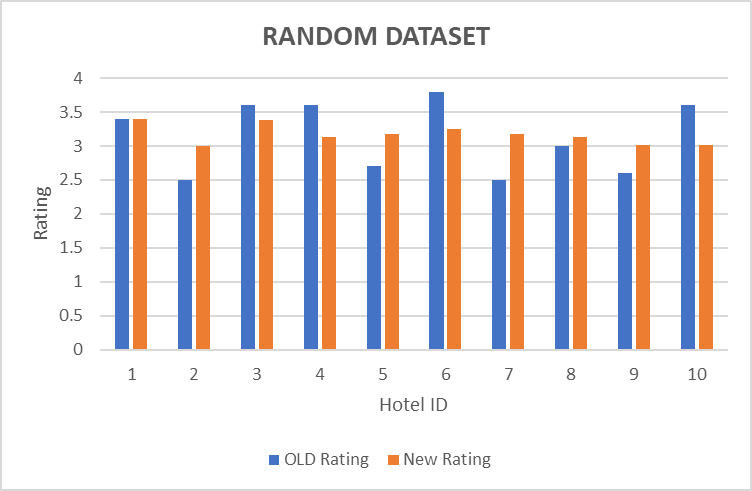 RANDOM DATASET
4
3.5
3
2.5
2
1.5
1
0.5
0
Rating
1 2 3 4 5 6 7 8 9 10
Hotel ID
OLD Rating New Rating